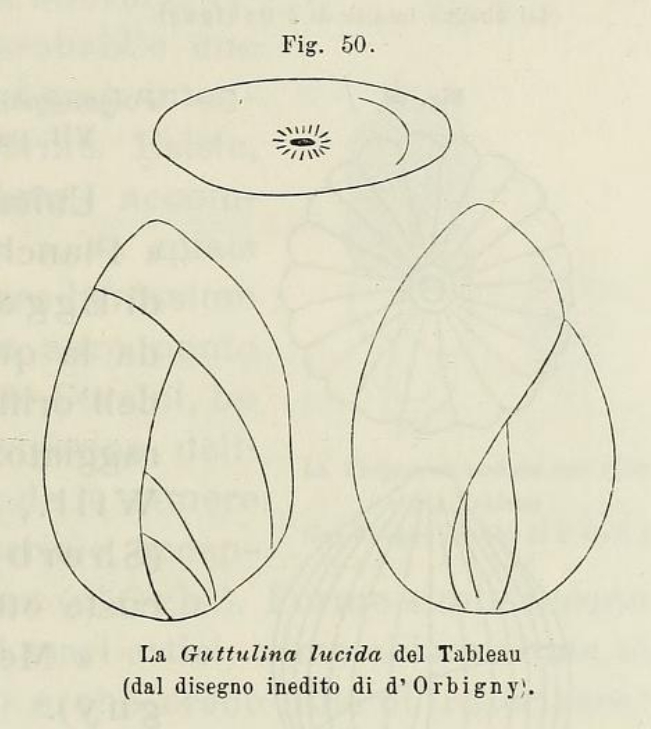 Fig. 50.
La Guttulina lucida del Tableau
(dal disegno inedito di d'Orbigny).